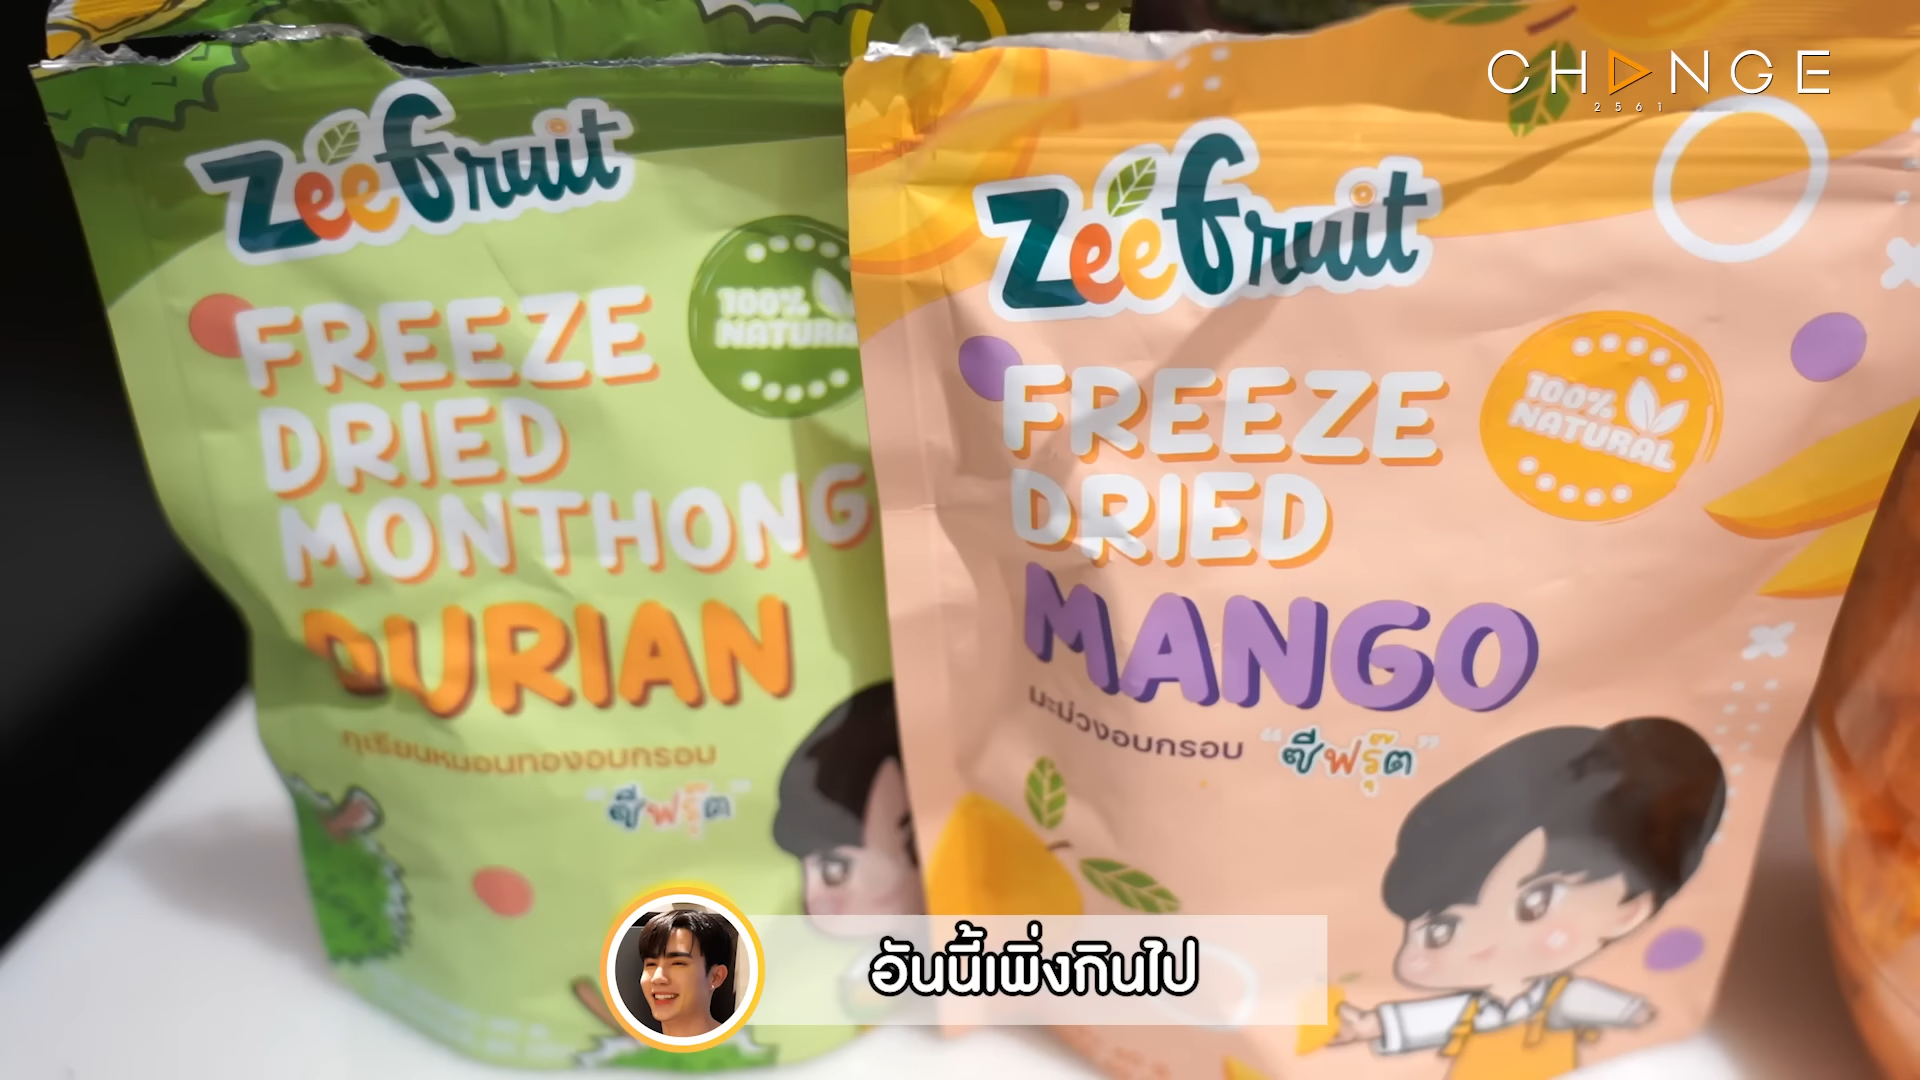 CHANGE
2561
Zeefruit
FREEZE
DRIED
MONTHONG
DURIAN
100%
NATURA
ทุเรียนหมอนทองอบกรอบ
"ซีฟรุ๊ต"
Zeefruit
FREEZE
DRIED
MANGO
100%
NATURAL
มะม่วงอบกรอบ "ซีฟรุ๊ต"
อันนี้เพิ่งกินไป